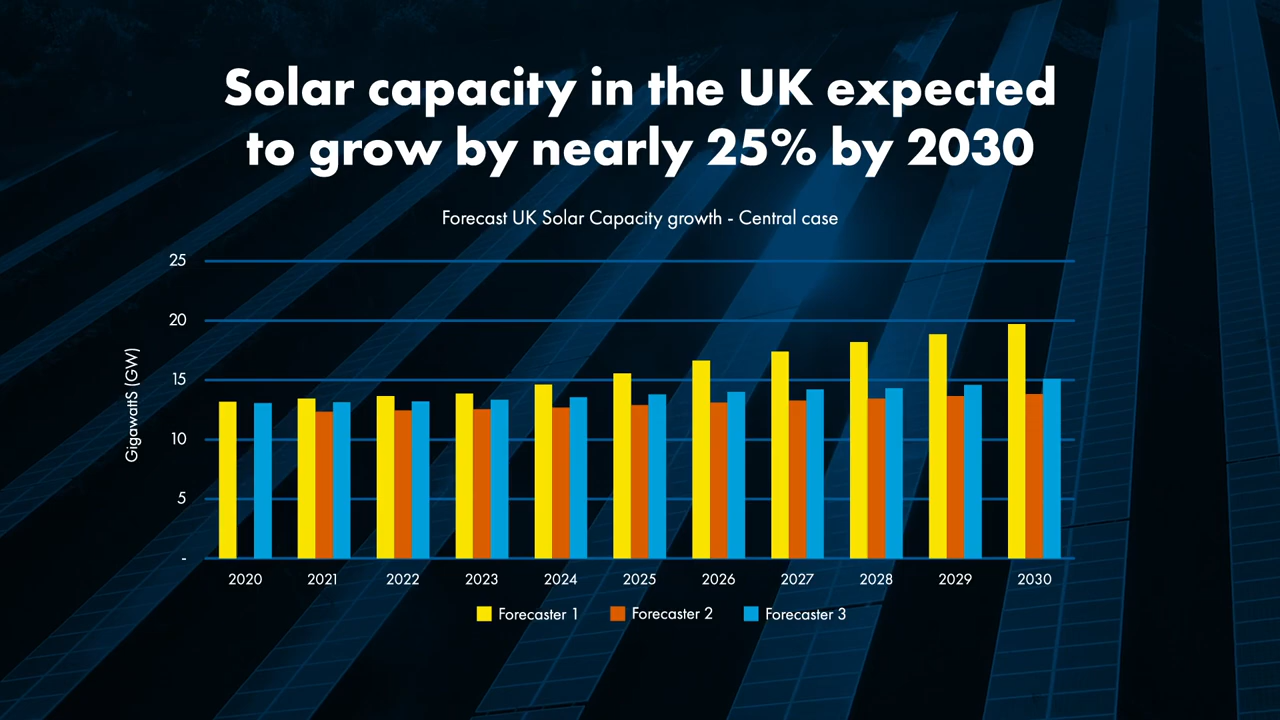 Solar capacity in the UK expected
to grow by nearly 25% by 2030
Forecast UK Solar Capacity growth - Central case
25
20
15
10
5
-
GigawattS (GW)
2020 2021 2022 2023 2024 2025 2026 2027 2028 2029 2030
Forecaster 1 Forecaster 2 Forecaster 3